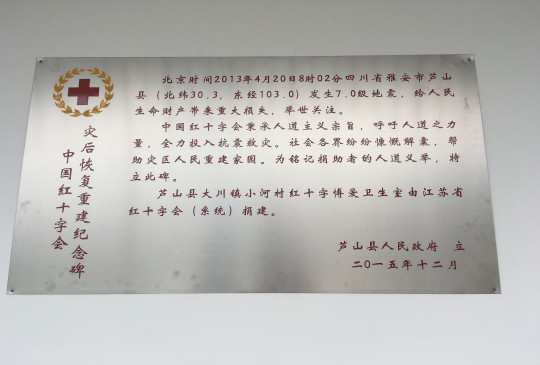 中国红十字会
灾后恢复重建纪念碑
北京时间2013年4月20日8时02分四川省雅安市芦山
县（北纬30.3，东经103.0）发生7.0级地震，给人民
生命财产带来重大损失，举世关注。
中国红十字会秉承人道主义宗旨，呼吁人道之力
量，全力投入抗震救灾。社会各界纷纷慷慨解囊，帮
助灾区人民重建家园。为铭记捐助者的人道义举，特
立此碑。
芦山县大川镇小河村红十字博爱卫生室由江苏省
红十字会（系统）捐建。
芦山县人民政府 立
二0一五年十二月